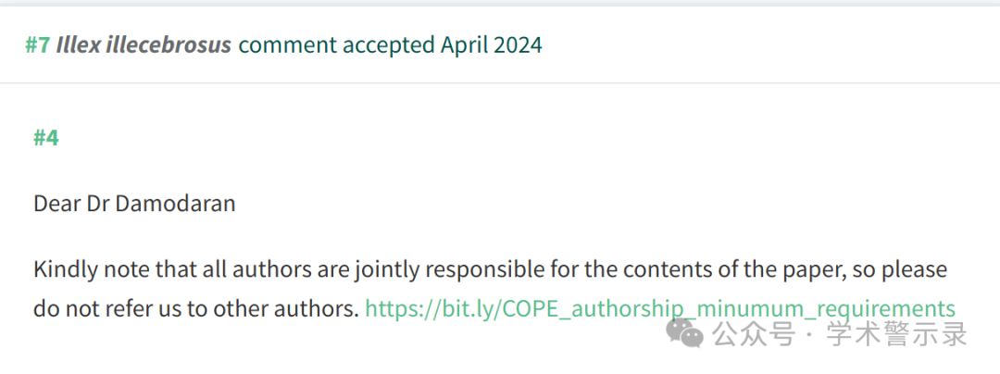 #7 Illex illecebrosus comment accepted April 2024
#4
Dear Dr Damodaran
Kindly note that all authors are jointly responsible for the contents of the paper, so please
do not refer us to other authors. https://bit.ly/COPE_authorship_minumum_requirements
公众号 · 学术警示录